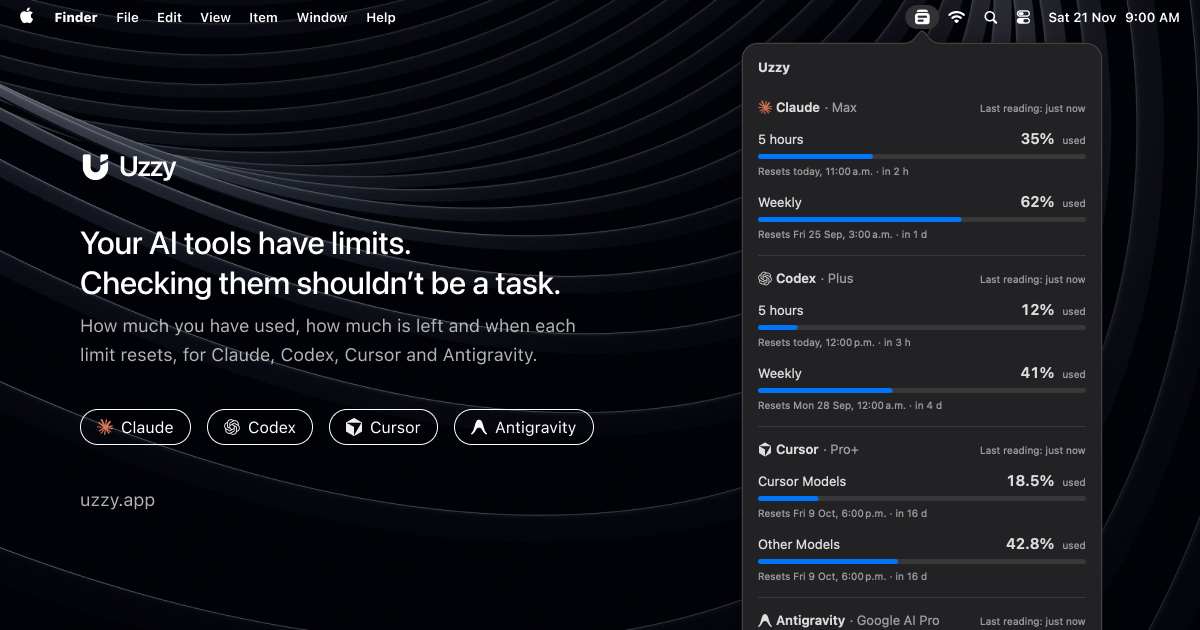 Finder File Edit View Item Window Help Sat 21 Nov 9:00 AM
Uzzy
Your AI tools have limits.
Checking them shouldn't be a task.
How much you have used, how much is left and when each
limit resets, for Claude, Codex, Cursor and Antigravity.
Claude Codex Cursor Antigravity
uzzy.app
Uzzy
Claude · Max Last reading: just now
5 hours 35% used
Resets today, 11:00 a.m. · in 2 h
Weekly 62% used
Resets Fri 25 Sep, 3:00 a.m. · in 1 d
Codex · Plus Last reading: just now
5 hours 12% used
Resets today, 12:00 p.m. · in 3 h
Weekly 41% used
Resets Mon 28 Sep, 12:00 a.m. · in 4 d
Cursor · Pro+ Last reading: just now
Cursor Models 18.5% used
Resets Fri 9 Oct, 6:00 p.m. · in 16 d
Other Models 42.8% used
Resets Fri 9 Oct, 6:00 p.m. · in 16 d
Antigravity · Google AI Pro Last reading: just now